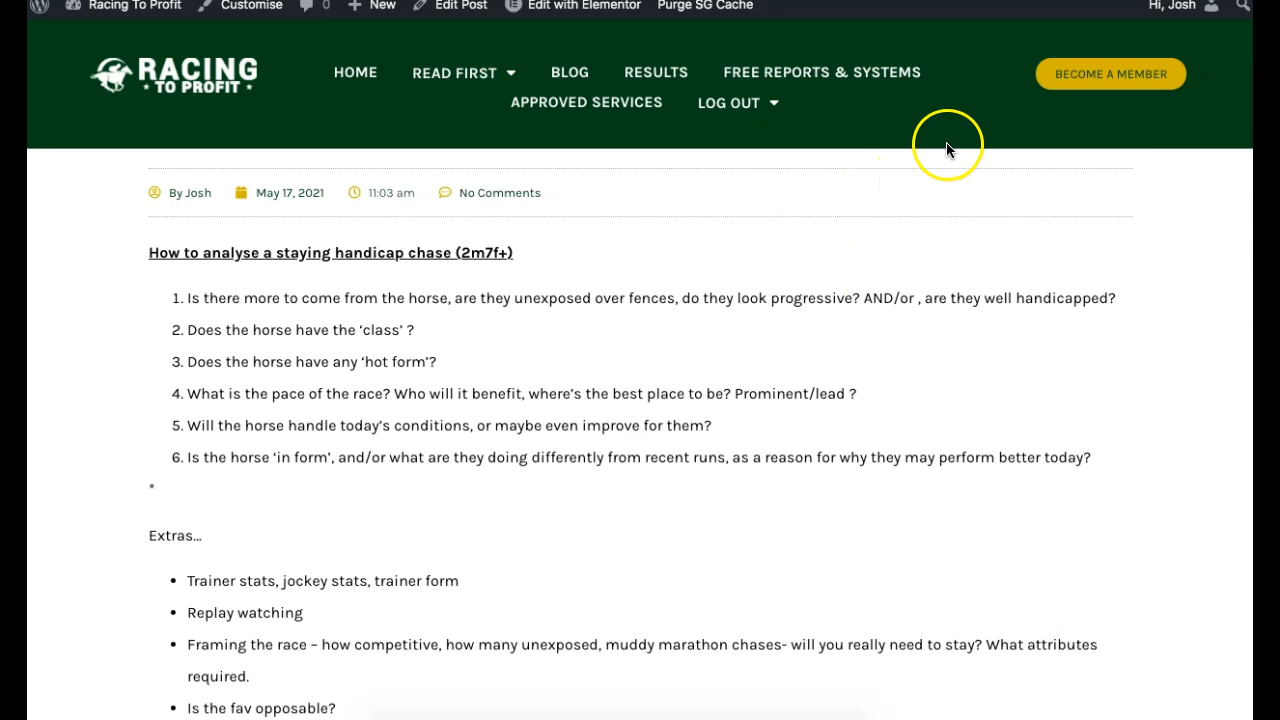 Racing To Profit Customise 0 New Edit Post Edit with Elementor Purge SG Cache Hi, Josh
RACING
TO PROFIT
HOME READ FIRST BLOG RESULTS FREE REPORTS & SYSTEMS
APPROVED SERVICES LOG OUT
BECOME A MEMBER
By Josh May 17, 2021 11:03 am No Comments
How to analyse a staying handicap chase (2m7f+)
1. Is there more to come from the horse, are they unexposed over fences, do they look progressive? AND/or , are they well handicapped?
2. Does the horse have the ‘class’ ?
3. Does the horse have any ‘hot form’?
4. What is the pace of the race? Who will it benefit, where’s the best place to be? Prominent/lead ?
5. Will the horse handle today’s conditions, or maybe even improve for them?
6. Is the horse ‘in form’, and/or what are they doing differently from recent runs, as a reason for why they may perform better today?
*
Extras…
• Trainer stats, jockey stats, trainer form
• Replay watching
• Framing the race – how competitive, how many unexposed, muddy marathon chases- will you really need to stay? What attributes
required.
• Is the fav opposable?